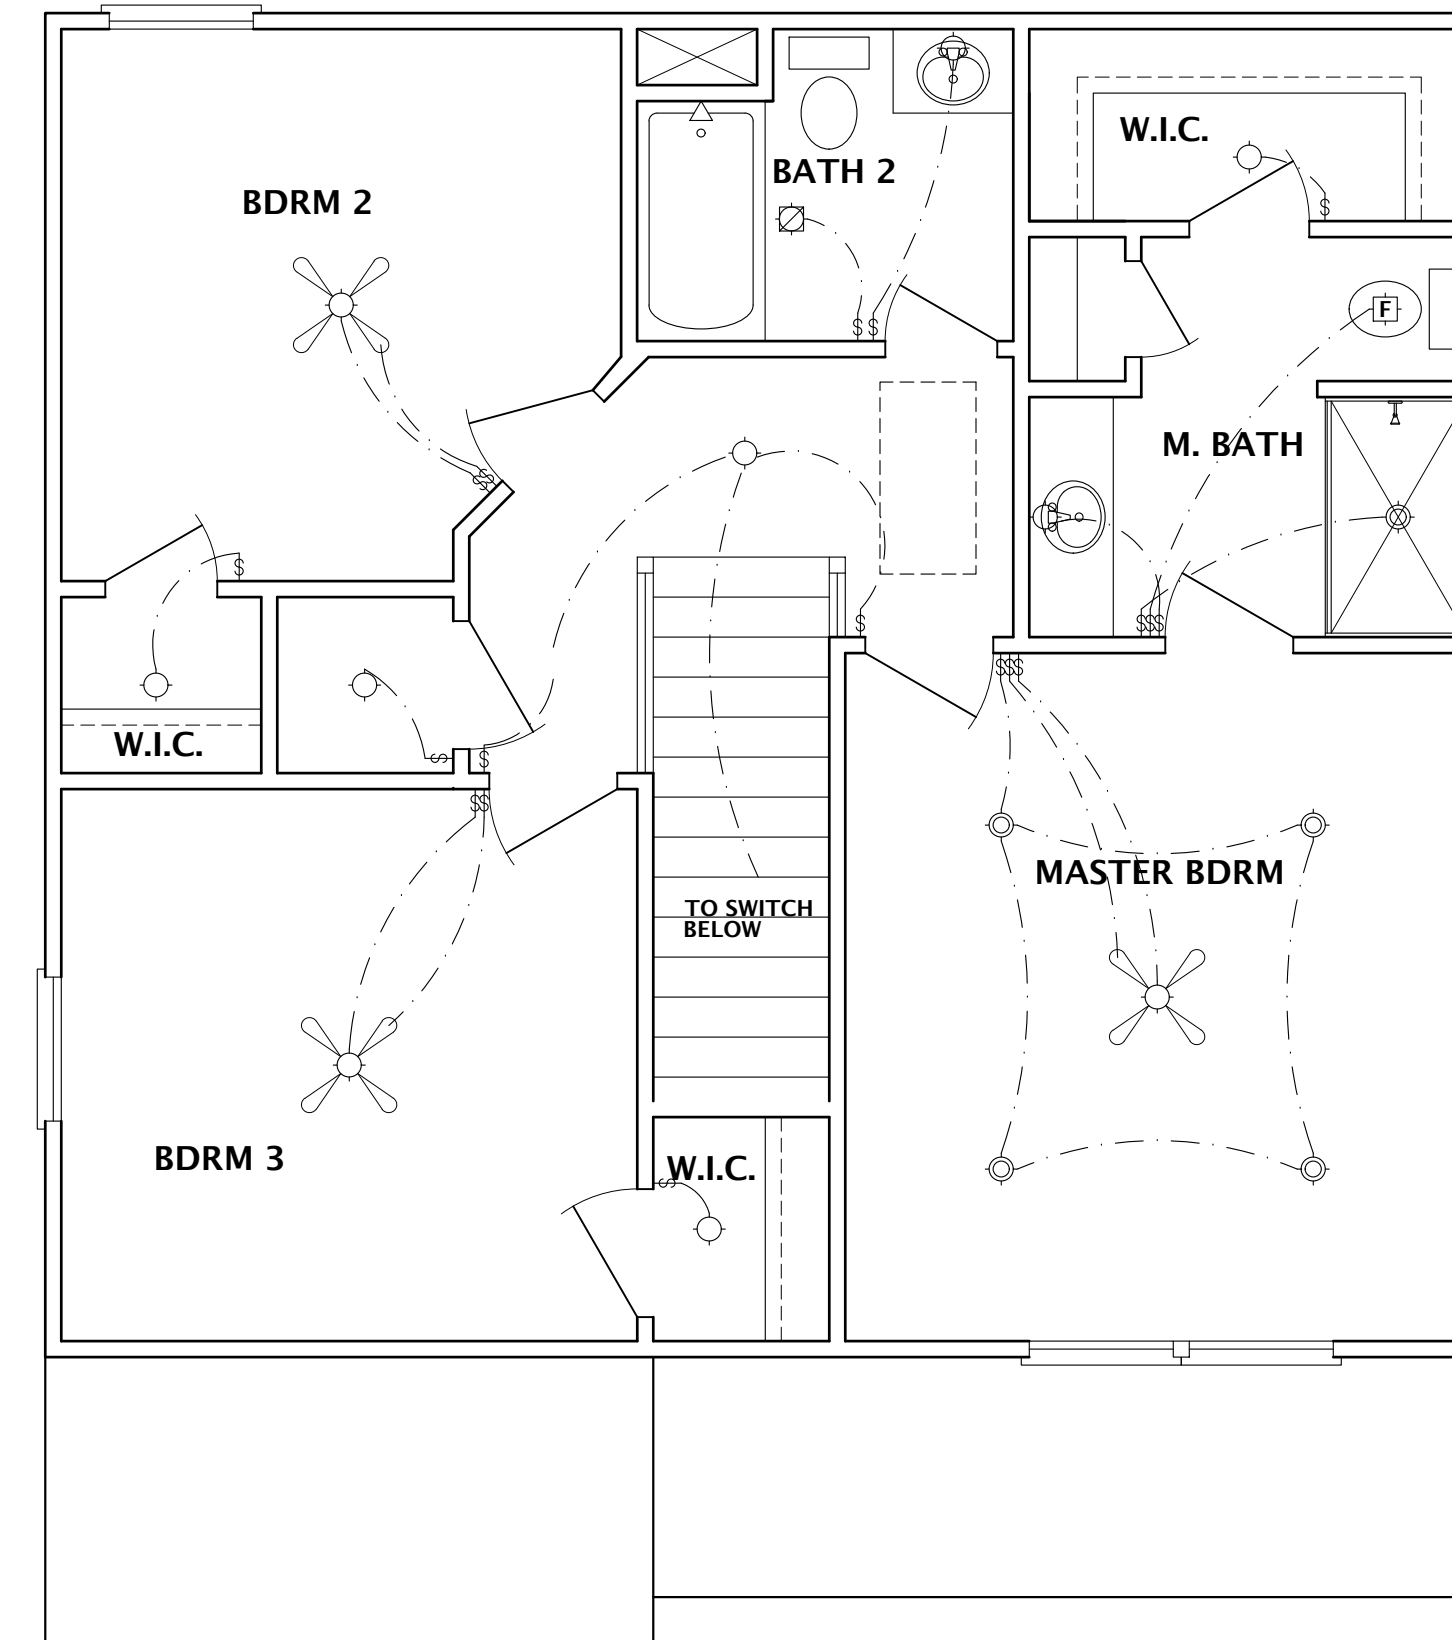 W.I.C.
BATH 2
BDRM 2
$
F
$ $
M. BATH
$$
$
$
$$$
$$$
W.I.C.
$
$
$$
MASTER BDRM
TO SWITCH
BELOW
BDRM 3
W.I.C.
$